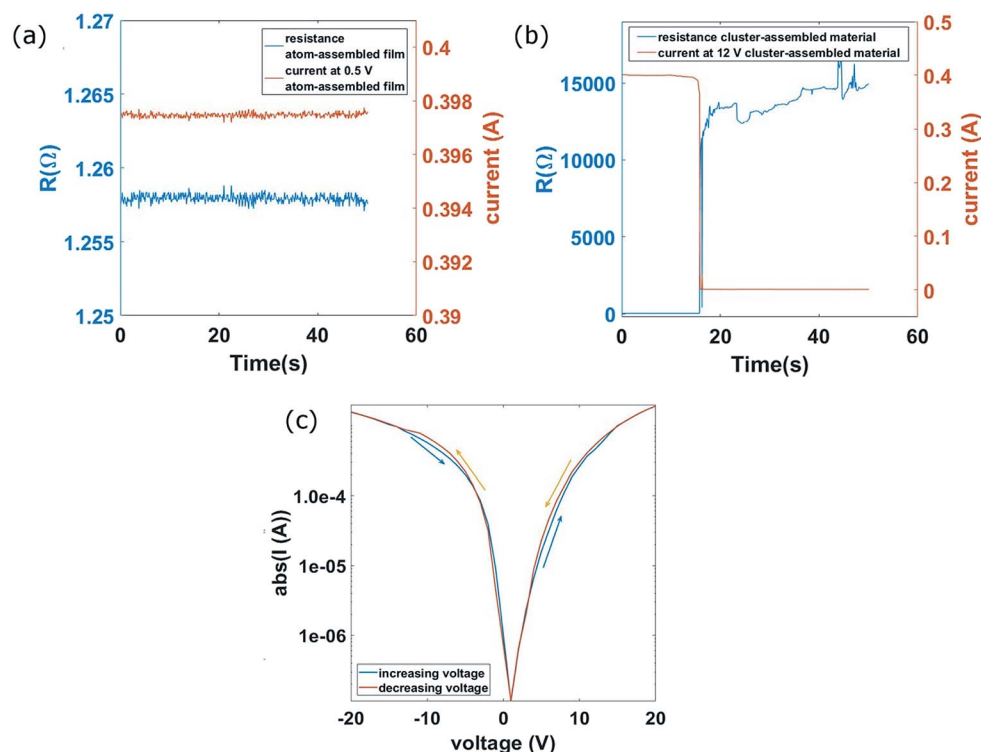 (a)
1.27
1.265
1.26
1.255
1.25
R(Ω)
resistance
atom-assembled film
current at 0.5 V
atom-assembled film
0.4
0.398
0.396
0.394
0.392
0.39
current (A)
0 20 40 60
Time(s)
(b)
15000
10000
5000
0
R(Ω)
resistance cluster-assembled material
current at 12 V cluster-assembled material
0.5
0.4
0.3
0.2
0.1
0
current (A)
0 20 40 60
Time(s)
(c)
1.0e-4
1e-05
1e-06
abs(I (A))
increasing voltage
decreasing voltage
-20 -10 0 10 20
voltage (V)